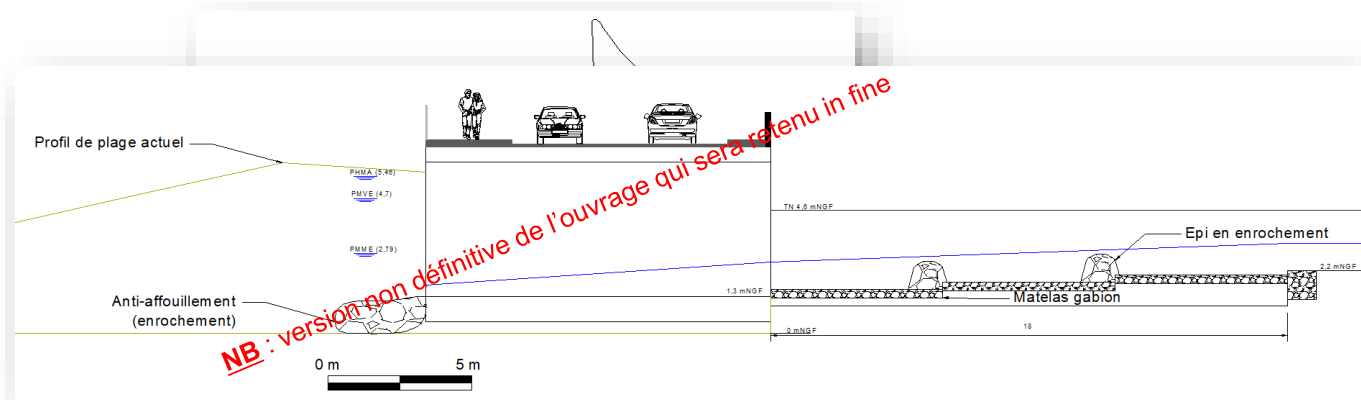 NB : version non définitive de l'ouvrage qui sera retenu in fine
Profil de plage actuel
PHMA (5,46)
PMVE (4,7)
TN 4,6 mNGF
Epi en enrochement
PMME (2,79)
2,2 mNGF
1,3 mNGF
Matelas gabion
Anti-affouillement
(enrochement)
0 mNGF
18
0 m
5 m